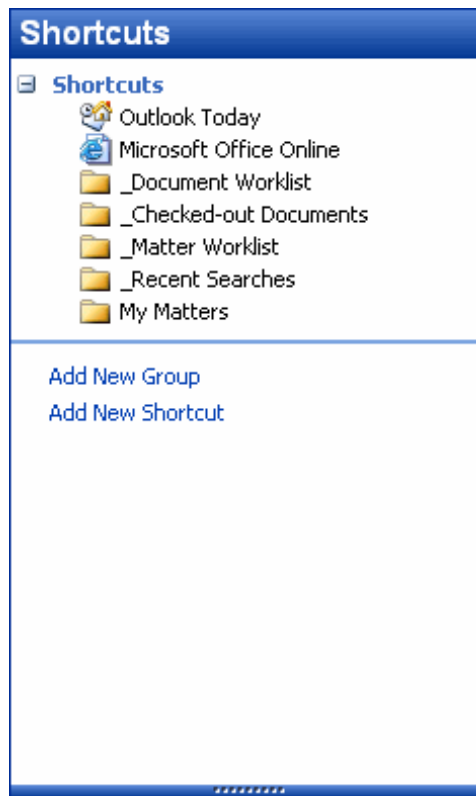 Shortcuts
Shortcuts
Outlook Today
Microsoft Office Online
_Document Worklist
_Checked-out Documents
_Matter Worklist
_Recent Searches
My Matters
Add New Group
Add New Shortcut